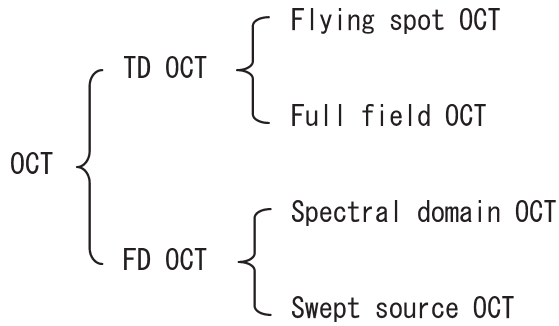 Flying spot OCT
TD OCT
Full field OCT
OCT
Spectral domain OCT
FD OCT
Swept source OCT